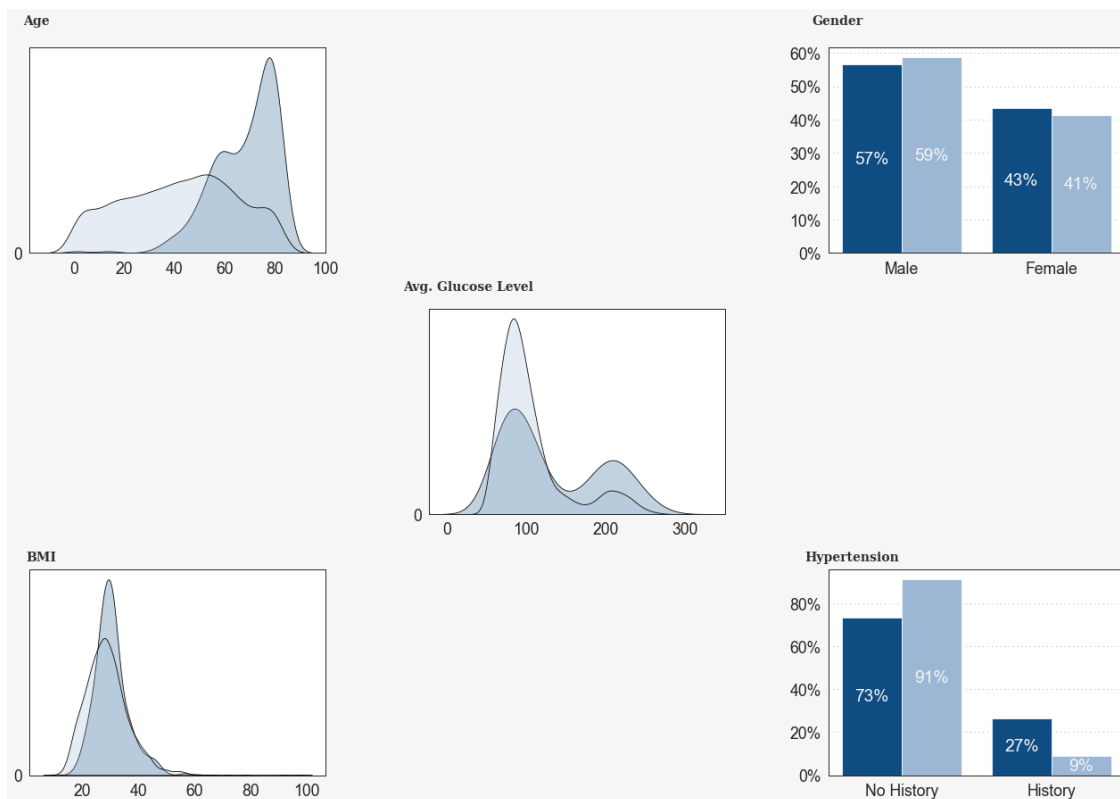 Age
0
0 20 40 60 80 100
Gender
60%
50%
40%
30%
20%
10%
0%
57% 59% 43% 41%
Male Female
Avg. Glucose Level
0
0 100 200 300
BMI
0
20 40 60 80 100
Hypertension
80%
60%
40%
20%
0%
73% 91% 27% 9%
No History History